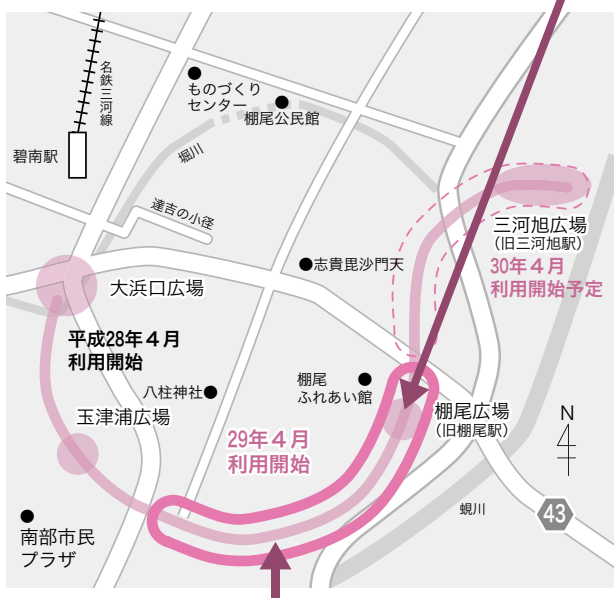 名鉄三河線
碧南駅
ものづくり
センター
棚尾公民館
堀川
達吉の小径
三河旭広場
(旧三河旭駅)
30年４月
利用開始予定
志貴毘沙門天
大浜口広場
平成28年４月
利用開始
八柱神社
棚尾
ふれあい館
棚尾広場
(旧棚尾駅)
玉津浦広場
29年４月
利用開始
N
蜆川
43
南部市民
プラザ